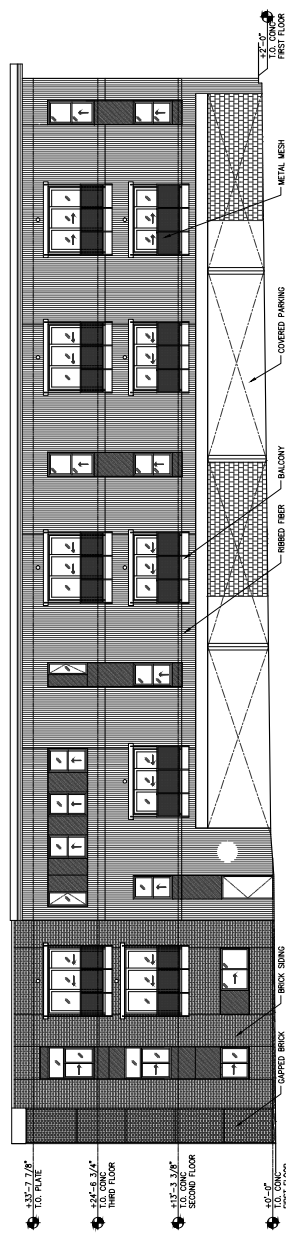 +2'-0"
T.O. CONC
FIRST FLOOR
METAL MESH
COVERED PARKING
BALCONY
RIBBED FIBER
BRICK SIDING
GAPPED BRICK
+33'-7 7/8"
T.O. PLATE
+24'-6 3/4"
T.O. CONC
THIRD FLOOR
+13'-3 3/8"
T.O. CONC
SECOND FLOOR
+0'-0"
T.O. CONC
FIRST FLOOR